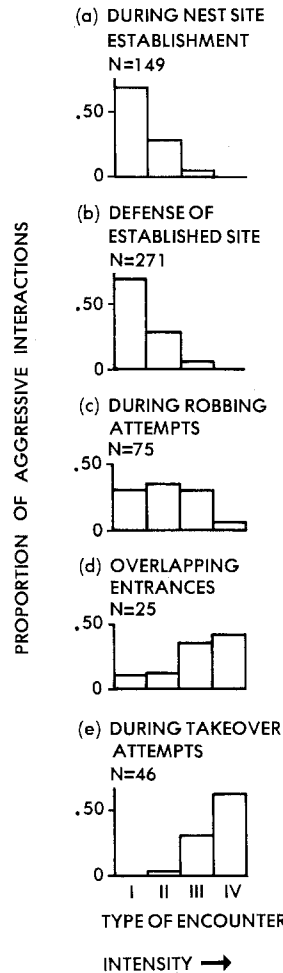 (a) DURING NEST SITE
ESTABLISHMENT
N=149
.50
0
(b) DEFENSE OF
ESTABLISHED SITE
N=271
.50
0
(c) DURING ROBBING
ATTEMPTS
N=75
.50
0
(d) OVERLAPPING
ENTRANCES
N=25
.50
0
(e) DURING TAKEOVER
ATTEMPTS
N=46
.50
0
I II III IV
TYPE OF ENCOUNTER
INTENSITY →
PROPORTION OF AGGRESSIVE INTERACTIONS